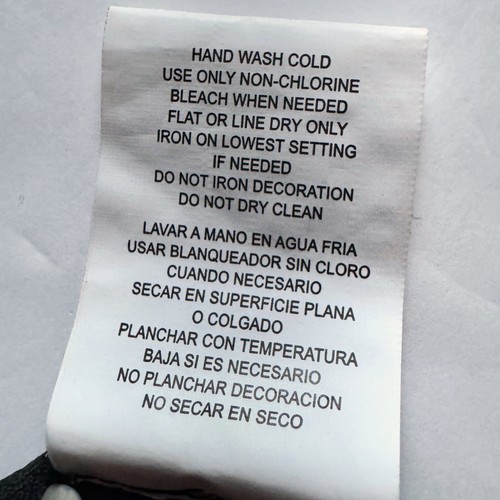 HAND WASH COLD
USE ONLY NON-CHLORINE
BLEACH WHEN NEEDED
FLAT OR LINE DRY ONLY
IRON ON LOWEST SETTING
IF NEEDED
DO NOT IRON DECORATION
DO NOT DRY CLEAN
LAVAR A MANO EN AGUA FRIA
USAR BLANQUEADOR SIN CLORO
CUANDO NECESARIO
SECAR EN SUPERFICIE PLANA
O COLGADO
PLANCHAR CON TEMPERATURA
BAJA SI ES NECESARIO
NO PLANCHAR DECORACION
NO SECAR EN SECO